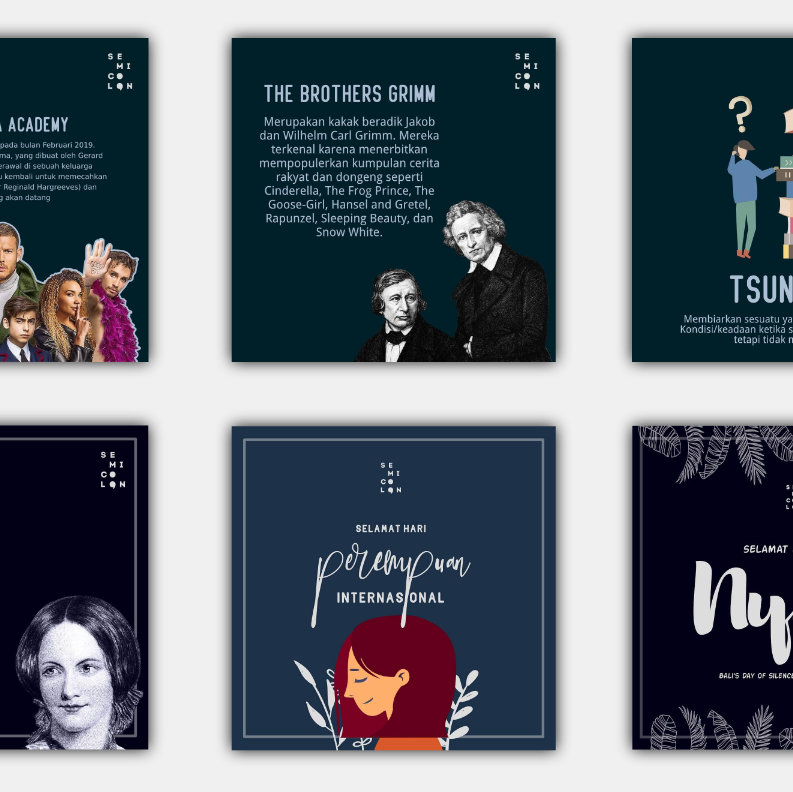 SE
MI
CO
LON
A ACADEMY
pada bulan Februari 2019.
ma, yang dibuat oleh Gerard
erawal di sebuah keluarga
u kembali untuk memecahkan
r Reginald Hargreeves) dan
g akan datang
SE
MI
CO
LON
THE BROTHERS GRIMM
Merupakan kakak beradik Jakob
dan Wilhelm Carl Grimm. Mereka
terkenal karena menerbitkan
mempopulerkan kumpulan cerita
rakyat dan dongeng seperti
Cinderella, The Frog Prince, The
Goose-Girl, Hansel and Gretel,
Rapunzel, Sleeping Beauty, dan
Snow White.
?
TSUN
Membiarkan sesuatu ya
Kondisi/keadaan ketika s
tetapi tidak m
SE
MI
CO
LON
SE
MI
CO
LON
SELAMAT HARI
perempuan
INTERNASIONAL
SELAMAT
Ny
BALI'S DAY OF SILENCE